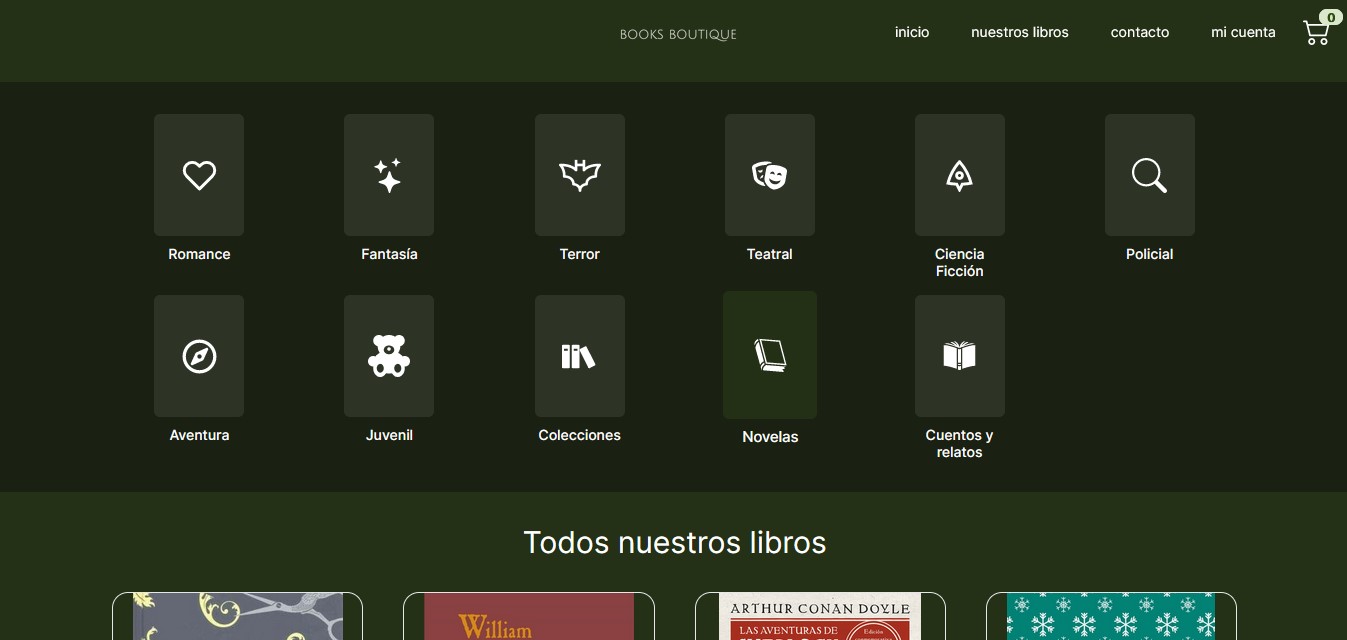 BOOKS BOUTIQUE
inicio
nuestros libros
contacto
mi cuenta
0
Romance
Fantasía
Terror
Teatral
Ciencia
Ficción
Policial
Aventura
Juvenil
Colecciones
Novelas
Cuentos y
relatos
Todos nuestros libros
William
ARTHUR CONAN DOYLE
LAS AVENTURAS DE
Edición